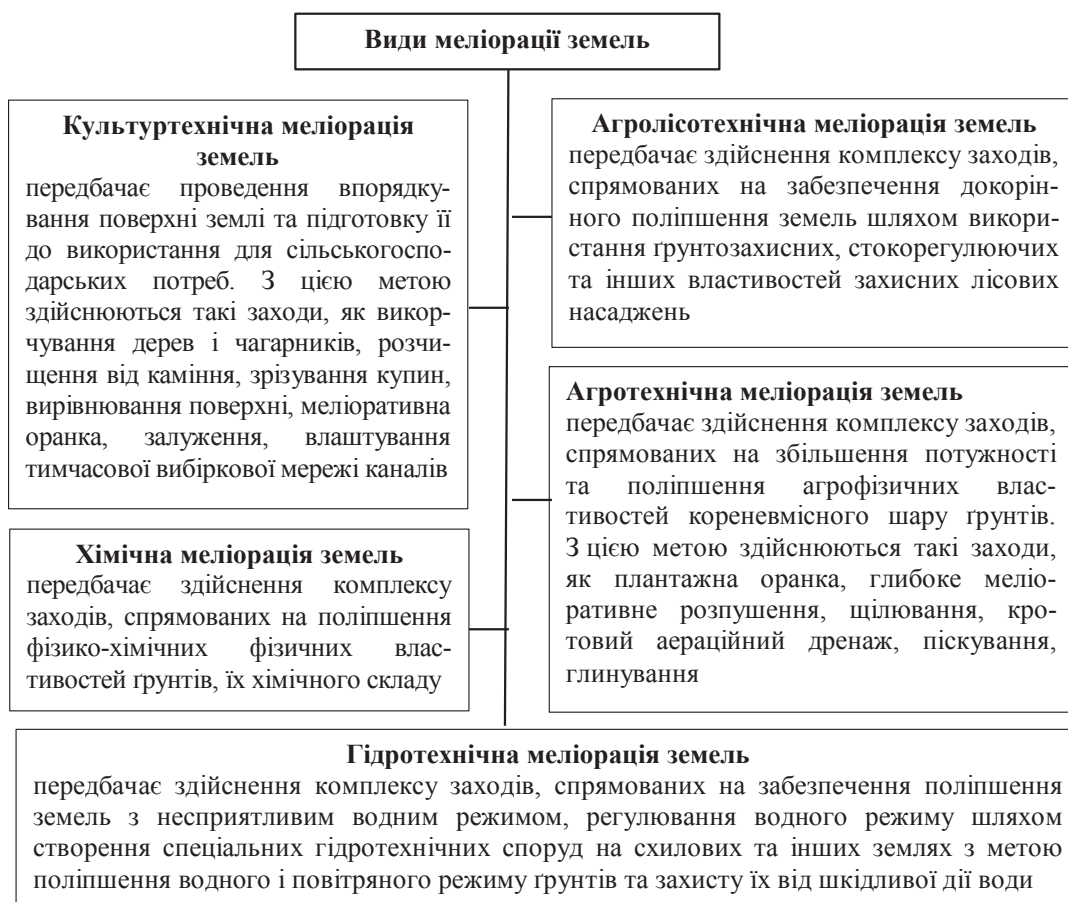 Види меліорації земель
Культуртехнічна меліорація
земель
передбачає проведення впорядку-
вання поверхні землі та підготовку її
до використання для сільськогоспо-
дарських потреб. З цією метою
здійснюються такі заходи, як викор-
чування дерев і чагарників, розчи-
щення від каміння, зрізування купин,
вирівнювання поверхні, меліоративна
оранка, залуження, влаштування
тимчасової вибіркової мережі каналів
Агролісотехнічна меліорація земель
передбачає здійснення комплексу заходів,
спрямованих на забезпечення докорін-
ного поліпшення земель шляхом викори-
стання ґрунтозахисних, стокорегулюючих
та інших властивостей захисних лісових
насаджень
Агротехнічна меліорація земель
передбачає здійснення комплексу заходів,
спрямованих на збільшення потужності
та поліпшення агрофізичних влас-
тивостей кореневмісного шару ґрунтів.
З цією метою здійснюються такі заходи,
як плантажна оранка, глибоке меліо-
ративне розпушення, щілювання, кро-
товий аераційний дренаж, піскування,
глинування
Хімічна меліорація земель
передбачає здійснення комплексу
заходів, спрямованих на поліпшення
фізико-хімічних фізичних влас-
тивостей ґрунтів, їх хімічного складу
Гідротехнічна меліорація земель
передбачає здійснення комплексу заходів, спрямованих на забезпечення поліпшення
земель з несприятливим водним режимом, регулювання водного режиму шляхом
створення спеціальних гідротехнічних споруд на схилових та інших землях з метою
поліпшення водного і повітряного режиму ґрунтів та захисту їх від шкідливої дії води